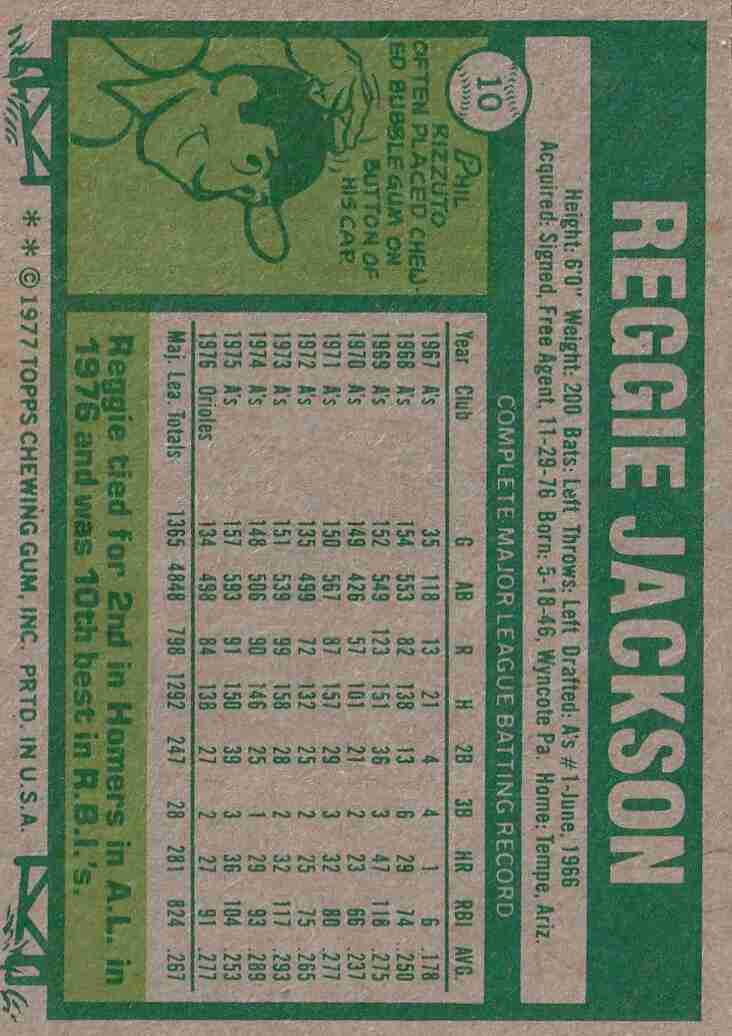 REGGIE JACKSON
10
Height: 6'0" Weight: 200 Bats: Left Throws: Left Drafted: A's #1-June, 1966
Acquired: Signed, Free Agent, 11-29-76 Born: 5-18-46, Wyncote Pa. Home: Tempe, Ariz.
COMPLETE MAJOR LEAGUE BATTING RECORD
Year Club G AB R H 2B 3B HR RBI AVG.
1967 A's 35 118 13 21 4 4 1 6 .178
1968 A's 154 553 82 138 13 6 29 74 .250
1969 A's 152 549 123 151 36 3 47 118 .275
1970 A's 149 426 57 101 21 2 23 66 .237
1971 A's 150 567 87 157 29 3 32 80 .277
1972 A's 135 499 72 132 25 2 25 75 .265
1973 A's 151 539 99 158 28 2 32 117 .293
1974 A's 148 506 90 146 25 1 29 93 .289
1975 A's 157 593 91 150 39 3 36 104 .253
1976 Orioles 134 498 84 138 27 2 27 91 .277
Maj. Lea. Totals 1365 4848 798 1292 247 28 281 824 .267
PHIL
RIZZUTO
OFTEN PLACED CHEW-
ED BUBBLE GUM ON
BUTTON OF
HIS CAP
Reggie tied for 2nd in Homers in A.L. in
1976 and was 10th best in R.B.I.'s.
* * © 1977 TOPPS CHEWING GUM, INC. PRTD. IN U.S.A.